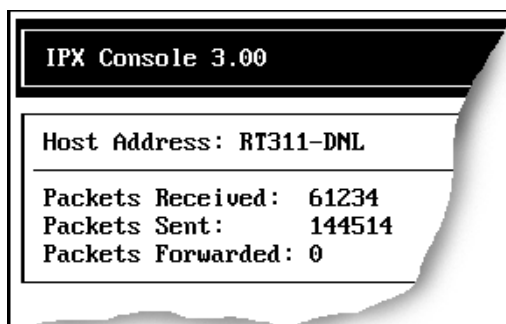 IPX Console 3.00
Host Address: RT311-DNL
Packets Received: 61234
Packets Sent: 144514
Packets Forwarded: 0